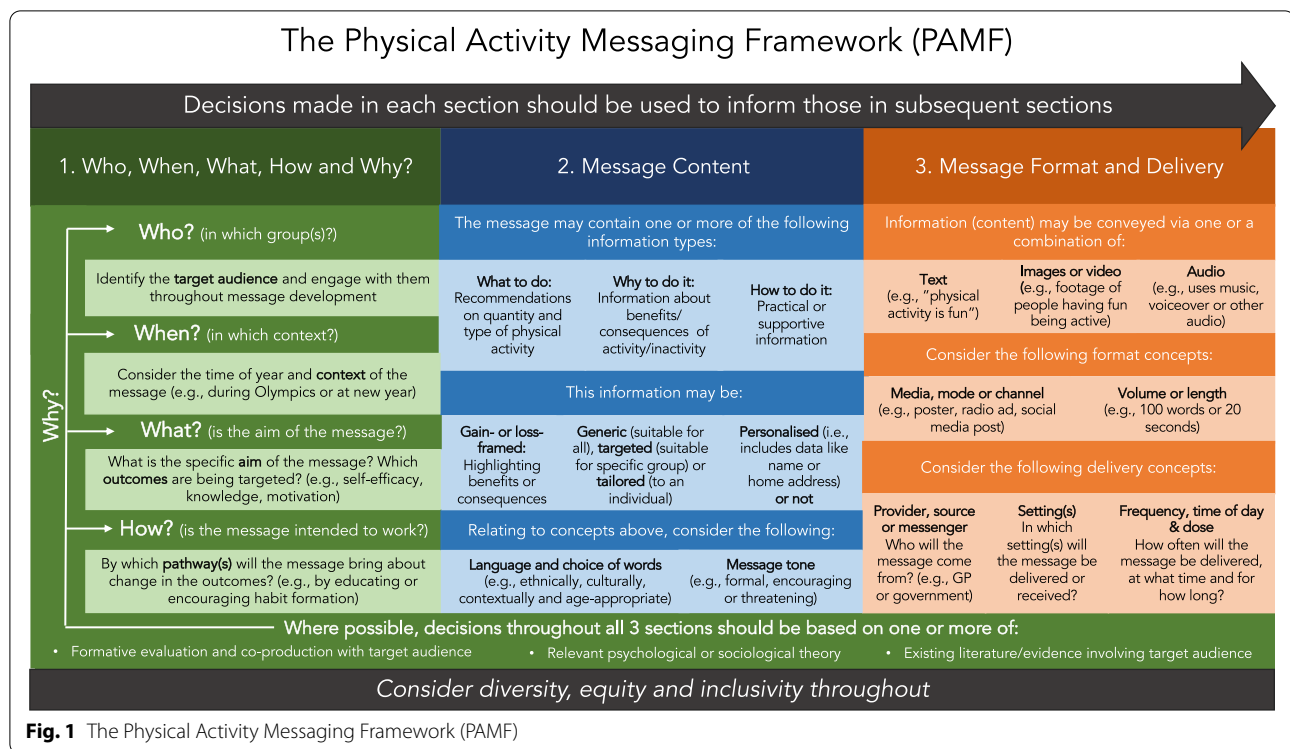 The Physical Activity Messaging Framework (PAMF)
Decisions made in each section should be used to inform those in subsequent sections
1. Who, When, What, How and Why?
Why?
Who? (in which group(s)?)
Identify the target audience and engage with them
throughout message development
When? (in which context?)
Consider the time of year and context of the
message (e.g., during Olympics or at new year)
What? (is the aim of the message?)
What is the specific aim of the message? Which
outcomes are being targeted? (e.g., self-efficacy,
knowledge, motivation)
How? (is the message intended to work?)
By which pathway(s) will the message bring about
change in the outcomes? (e.g., by educating or
encouraging habit formation)
2. Message Content
The message may contain one or more of the following
information types:
What to do:
Recommendations
on quantity and
type of physical
activity
Why to do it:
Information about
benefits/
consequences of
activity/inactivity
How to do it:
Practical or
supportive
information
This information may be:
Gain- or loss-
framed:
Highlighting
benefits or
consequences
Generic (suitable for
all), targeted (suitable
for specific group) or
tailored (to an
individual)
Personalised (i.e.,
includes data like
name or
home address)
or not
Relating to concepts above, consider the following:
Language and choice of words
(e.g., ethnically, culturally,
contextually and age-appropriate)
Message tone
(e.g., formal, encouraging
or threatening)
3. Message Format and Delivery
Information (content) may be conveyed via one or a
combination of:
Text
(e.g., "physical
activity is fun")
Images or video
(e.g., footage of
people having fun
being active)
Audio
(e.g., uses music,
voiceover or other
audio)
Consider the following format concepts:
Media, mode or channel
(e.g., poster, radio ad, social
media post)
Volume or length
(e.g., 100 words or 20
seconds)
Consider the following delivery concepts:
Provider, source
or messenger
Who will the
message come
from? (e.g., GP
or government)
Setting(s)
In which
setting(s) will
the message be
delivered or
received?
Frequency, time of day
& dose
How often will the
message be delivered,
at what time and for
how long?
Where possible, decisions throughout all 3 sections should be based on one or more of:
• Formative evaluation and co-production with target audience
• Relevant psychological or sociological theory
• Existing literature/evidence involving target audience
Consider diversity, equity and inclusivity throughout
Fig. 1 The Physical Activity Messaging Framework (PAMF)